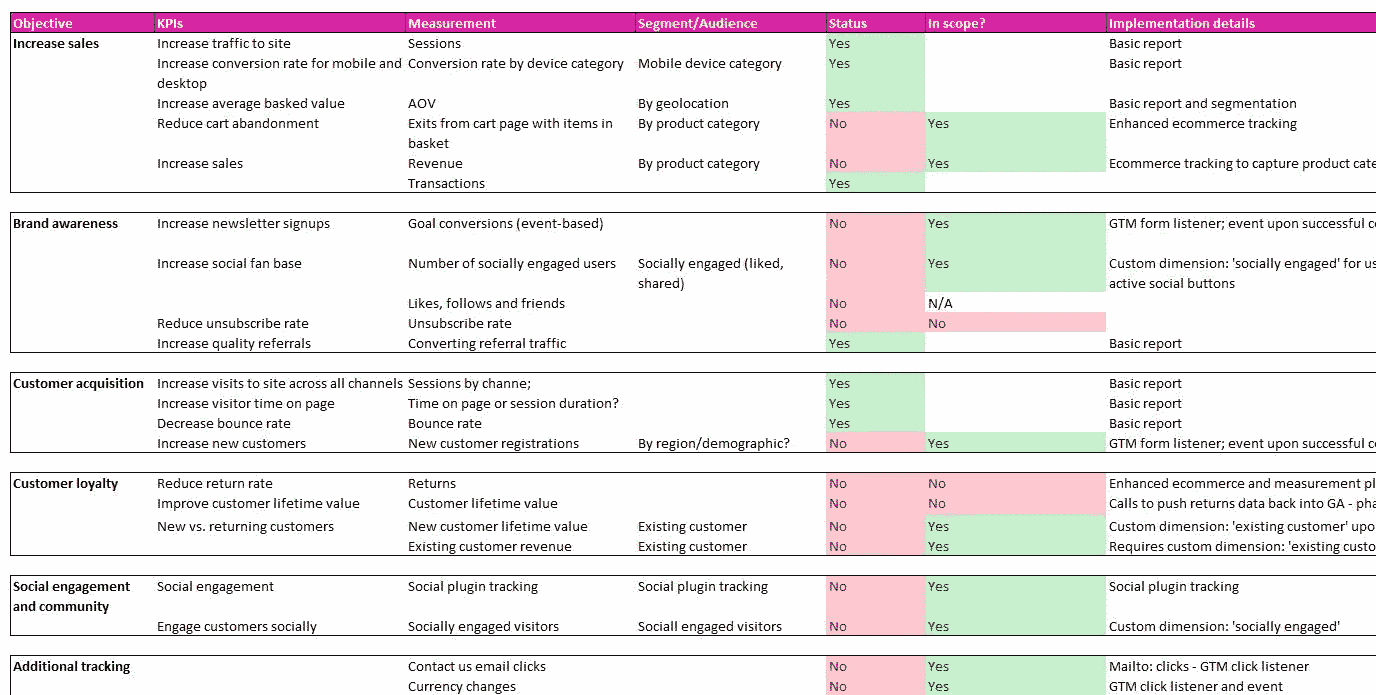 Objective KPIs Measurement Segment/Audience Status In scope? Implementation details
Increase sales Increase traffic to site Sessions Yes Basic report
Increase conversion rate for mobile and Conversion rate by device category Mobile device category Yes Basic report
desktop
Increase average basked value AOV By geolocation Yes Basic report and segmentation
Reduce cart abandonment Exits from cart page with items in By product category No Yes Enhanced ecommerce tracking
basket
Increase sales Revenue By product category No Yes Ecommerce tracking to capture product cate
Transactions Yes
Brand awareness Increase newsletter signups Goal conversions (event-based) No Yes GTM form listener; event upon successful c
Increase social fan base Number of socially engaged users Socially engaged (liked, No Yes Custom dimension: 'socially engaged' for us
shared) active social buttons
Likes, follows and friends No N/A
Reduce unsubscribe rate Unsubscribe rate No No
Increase quality referrals Converting referral traffic Yes Basic report
Customer acquisition Increase visits to site across all channels Sessions by channe; Yes Basic report
Increase visitor time on page Time on page or session duration? Yes Basic report
Decrease bounce rate Bounce rate Yes Basic report
Increase new customers New customer registrations By region/demographic? No Yes GTM form listener; event upon successful c
Customer loyalty Reduce return rate Returns No No Enhanced ecommerce and measurement pl
Improve customer lifetime value Customer lifetime value No No Calls to push returns data back into GA - pha
New vs. returning customers New customer lifetime value Existing customer No Yes Custom dimension: 'existing customer' upo
Existing customer revenue Existing customer No Yes Requires custom dimension: 'existing custo
Social engagement Social engagement Social plugin tracking Social plugin tracking No Yes Social plugin tracking
and community
Engage customers socially Socially engaged visitors Sociall engaged visitors No Yes Custom dimension: 'socially engaged'
Additional tracking Contact us email clicks No Yes Mailto: clicks - GTM click listener
Currency changes No Yes GTM click listener and event